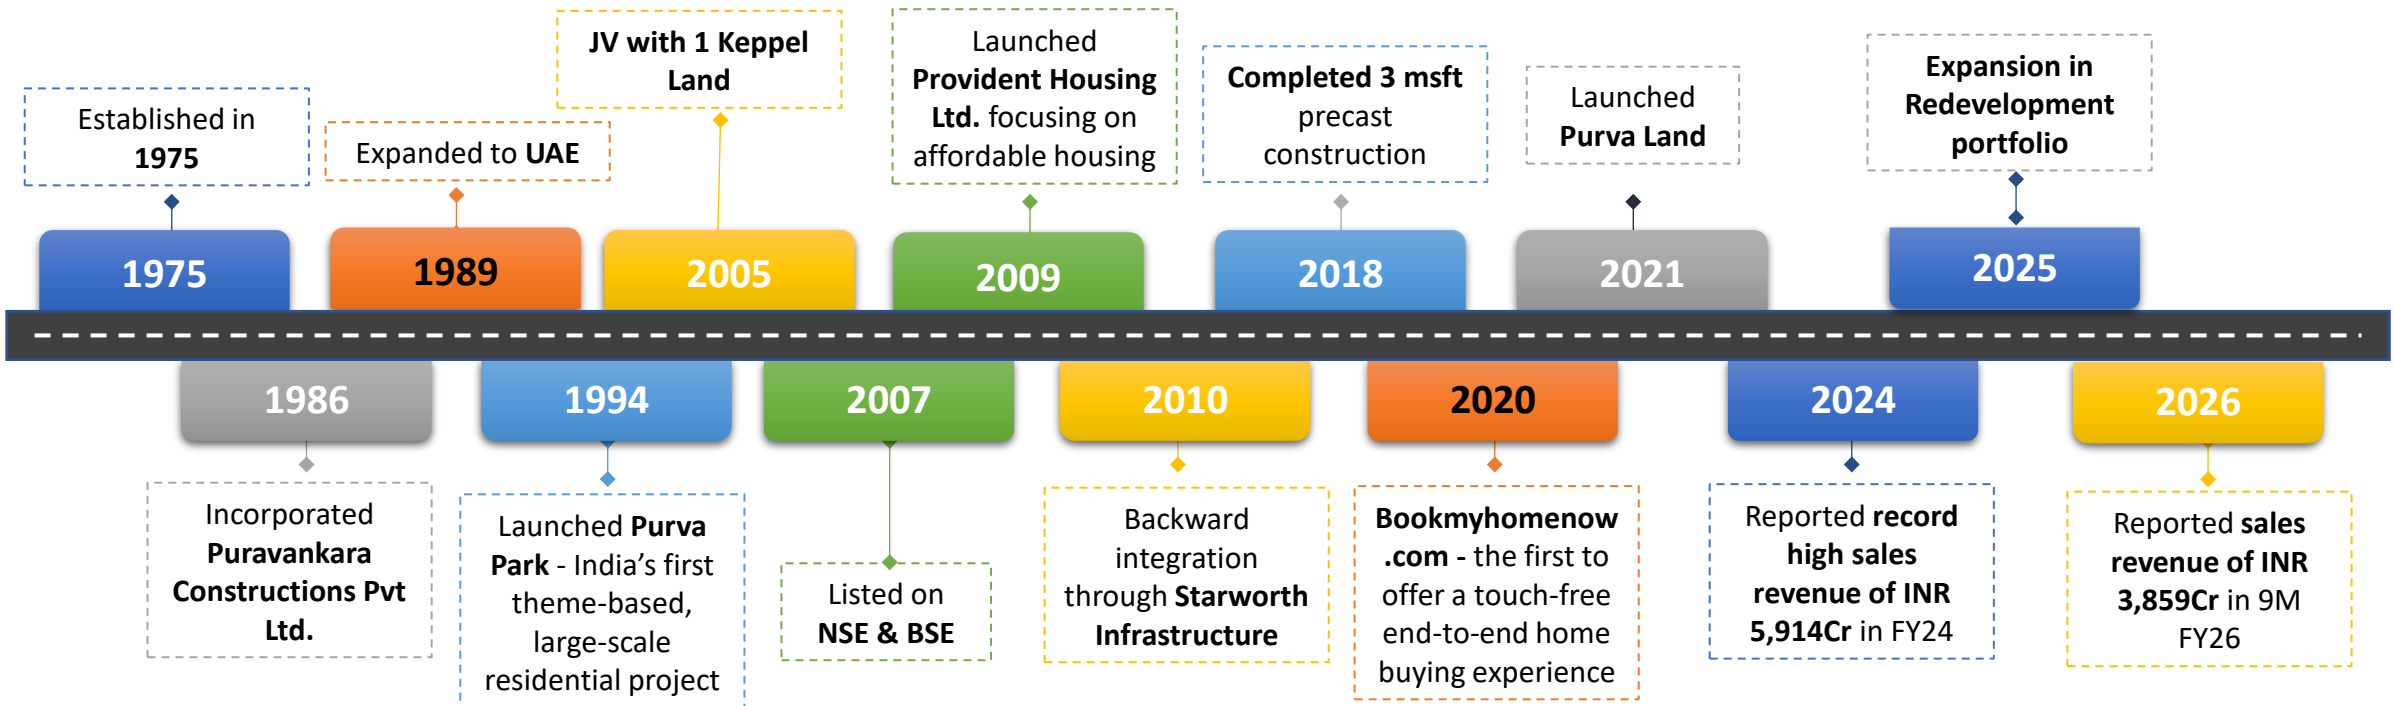 Established in
1975
1975
Expanded to UAE
1989
JV with 1 Keppel
Land
2005
Launched
Provident Housing
Ltd. focusing on
affordable housing
2009
Completed 3 msft
precast
construction
2018
Launched
Purva Land
2021
Expansion in
Redevelopment
portfolio
2025
1986
Incorporated
Puravankara
Constructions Pvt
Ltd.
1994
Launched Purva
Park - India’s first
theme-based,
large-scale
residential project
2007
Listed on
NSE & BSE
2010
Backward
integration
through Starworth
Infrastructure
2020
Bookmyhomenow
.com - the first to
offer a touch-free
end-to-end home
buying experience
2024
Reported record
high sales
revenue of INR
5,914Cr in FY24
2026
Reported sales
revenue of INR
3,859Cr in 9M
FY26